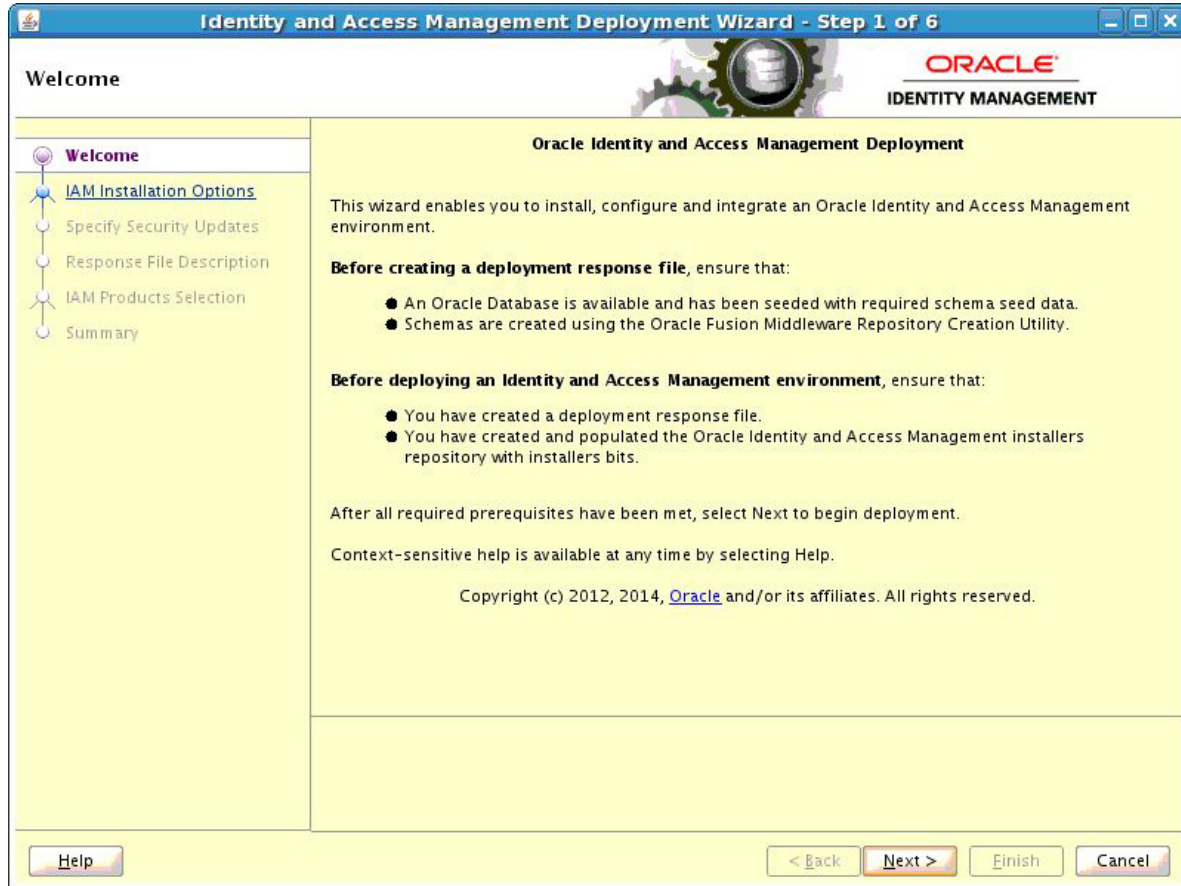 Identity and Access Management Deployment Wizard - Step 1 of 6
Welcome
ORACLE
IDENTITY MANAGEMENT
Welcome
IAM Installation Options
Specify Security Updates
Response File Description
IAM Products Selection
Summary
Oracle Identity and Access Management Deployment
This wizard enables you to install, configure and integrate an Oracle Identity and Access Management
environment.
Before creating a deployment response file, ensure that:
● An Oracle Database is available and has been seeded with required schema seed data.
● Schemas are created using the Oracle Fusion Middleware Repository Creation Utility.
Before deploying an Identity and Access Management environment, ensure that:
● You have created a deployment response file.
● You have created and populated the Oracle Identity and Access Management installers
repository with installers bits.
After all required prerequisites have been met, select Next to begin deployment.
Context-sensitive help is available at any time by selecting Help.
Copyright (c) 2012, 2014, Oracle and/or its affiliates. All rights reserved.
Help
< Back
Next >
Finish
Cancel